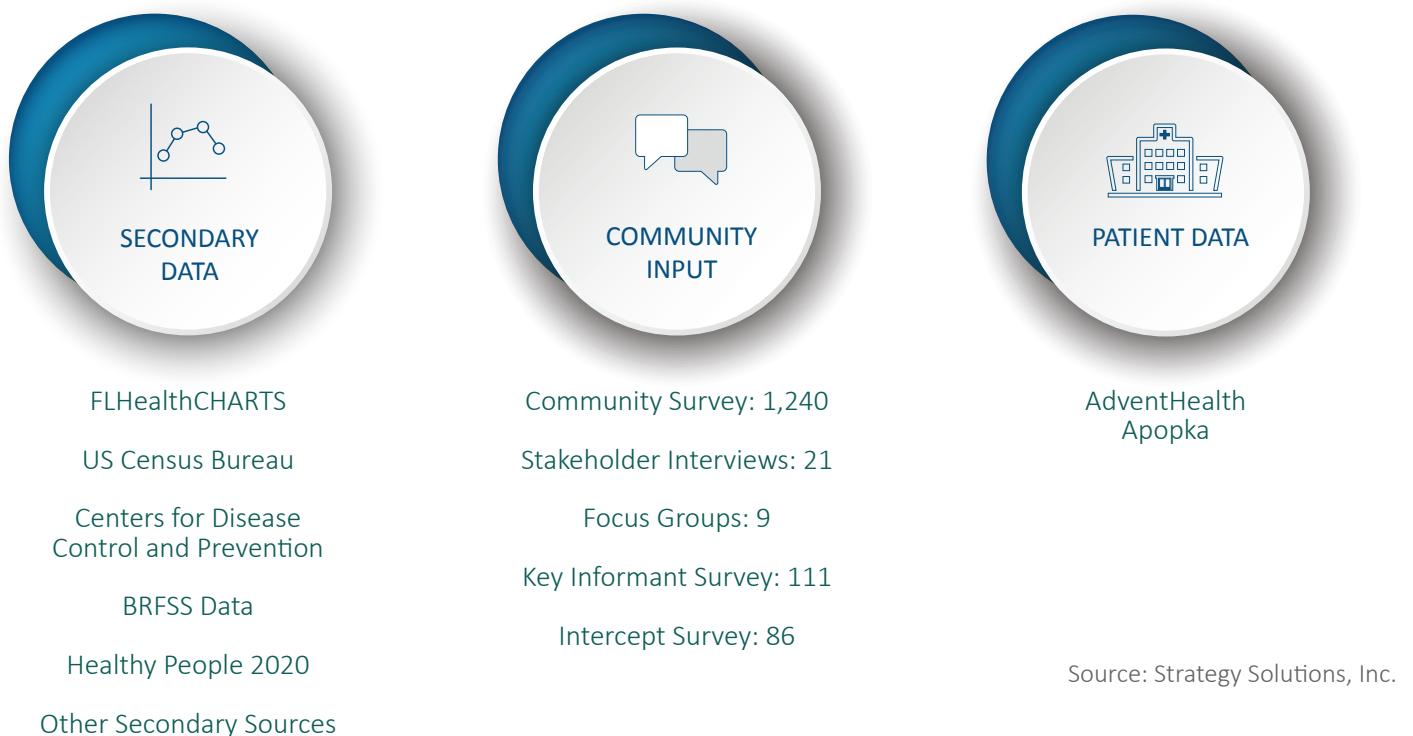 SECONDARY
DATA
FLHealthCHARTS
US Census Bureau
Centers for Disease
Control and Prevention
BRFSS Data
Healthy People 2020
Other Secondary Sources
COMMUNITY
INPUT
Community Survey: 1,240
Stakeholder Interviews: 21
Focus Groups: 9
Key Informant Survey: 111
Intercept Survey: 86
PATIENT DATA
AdventHealth
Apopka
Source: Strategy Solutions, Inc.